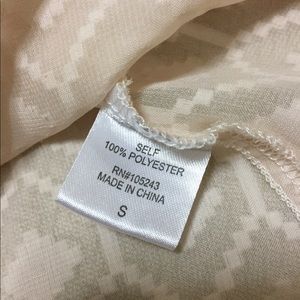 SELF
100% POLYESTER
RN#105243
MADE IN CHINA
S